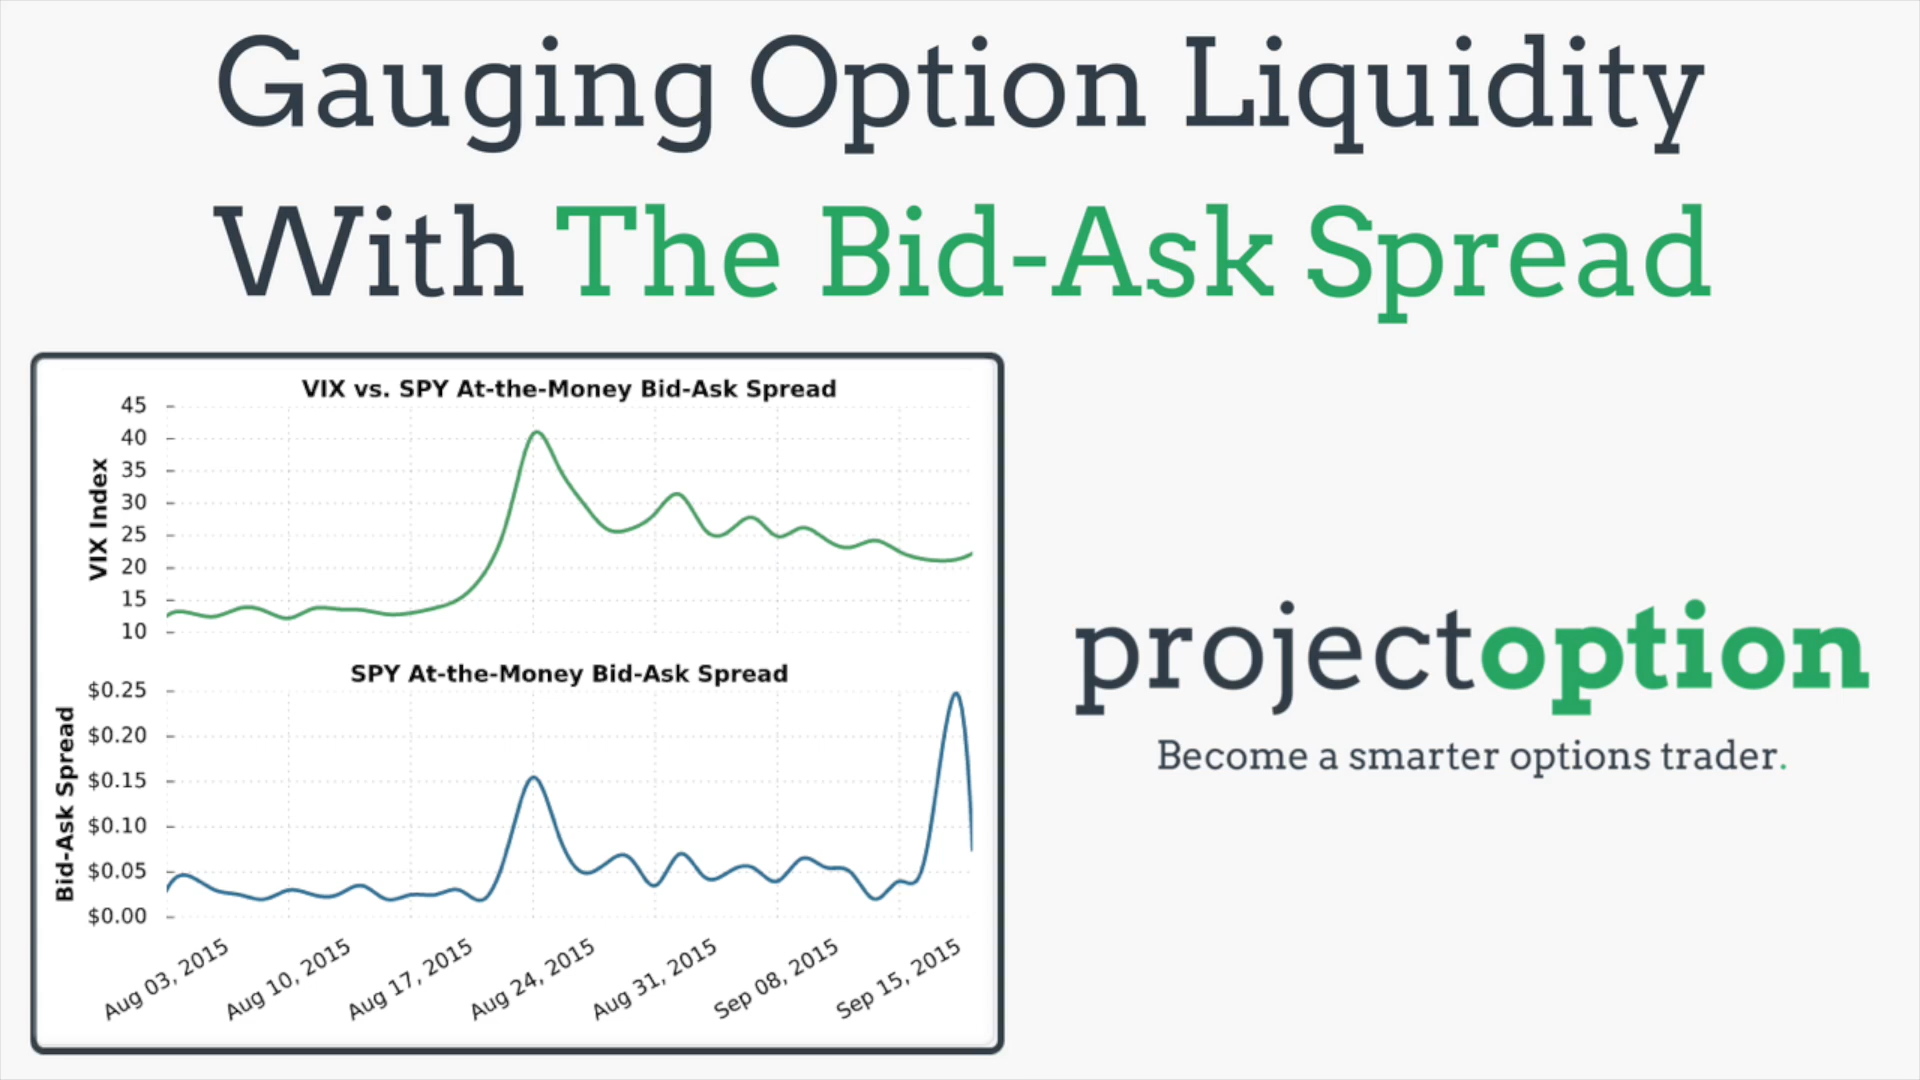 Gauging Option Liquidity
With The Bid-Ask Spread
VIX vs. SPY At-the-Money Bid-Ask Spread
VIX Index
45
40
35
30
25
20
15
10
SPY At-the-Money Bid-Ask Spread
Bid-Ask Spread
$0.25
$0.20
$0.15
$0.10
$0.05
$0.00
Aug 03, 2015
Aug 10, 2015
Aug 17, 2015
Aug 24, 2015
Aug 31, 2015
Sep 08, 2015
Sep 15, 2015
projectoption
Become a smarter options trader.